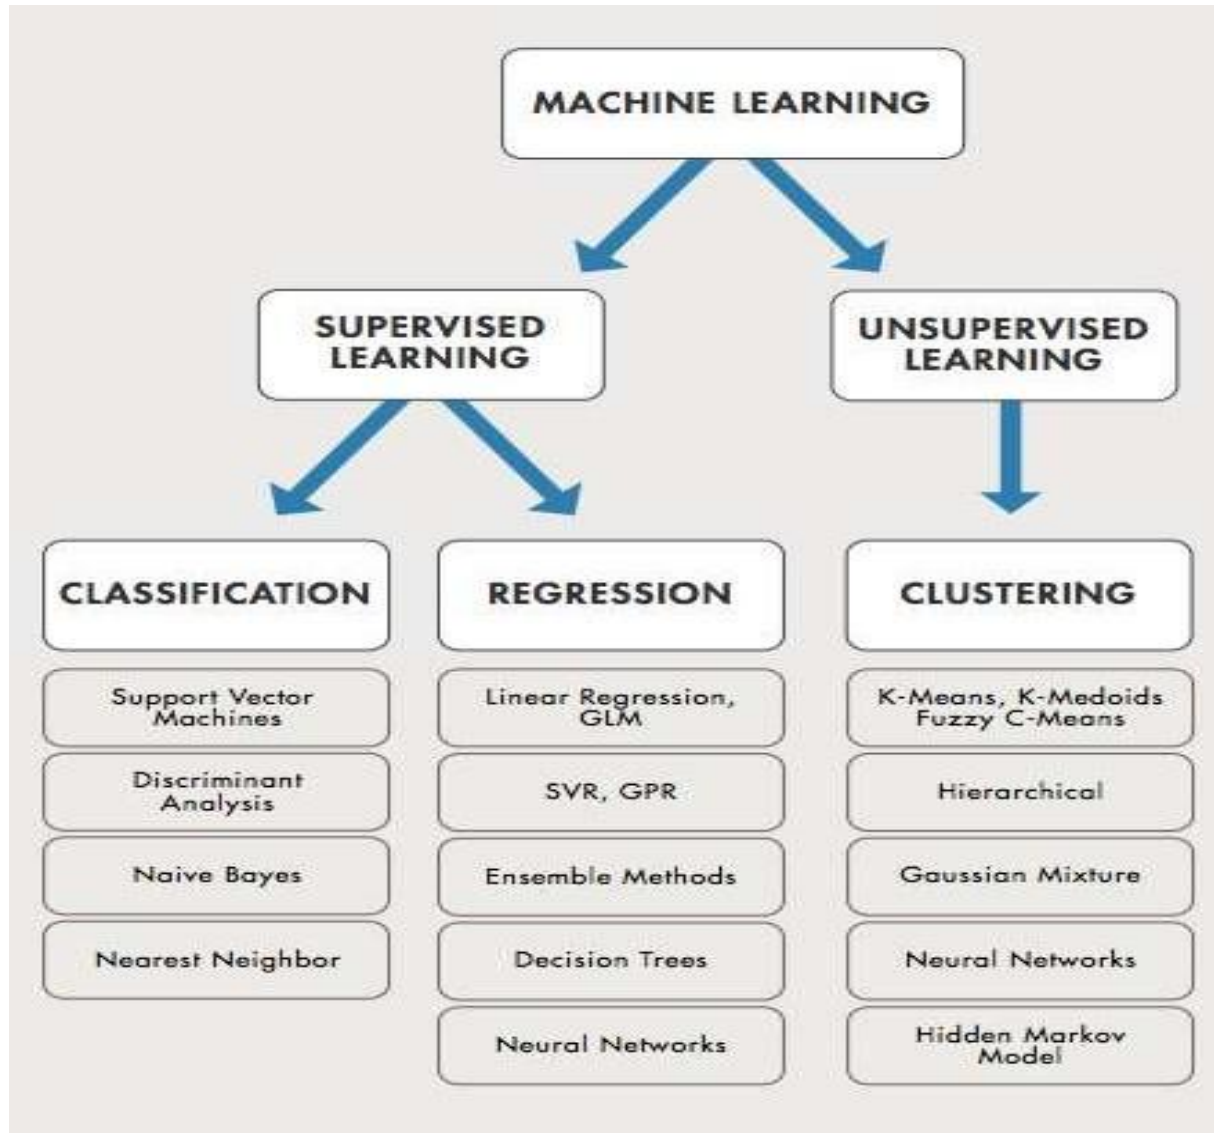 MACHINE LEARNING
SUPERVISED
LEARNING
UNSUPERVISED
LEARNING
CLASSIFICATION
Support Vector
Machines
Discriminant
Analysis
Naive Bayes
Nearest Neighbor
REGRESSION
Linear Regression,
GLM
SVR, GPR
Ensemble Methods
Decision Trees
Neural Networks
CLUSTERING
K-Means, K-Medoids
Fuzzy C-Means
Hierarchical
Gaussian Mixture
Neural Networks
Hidden Markov
Model